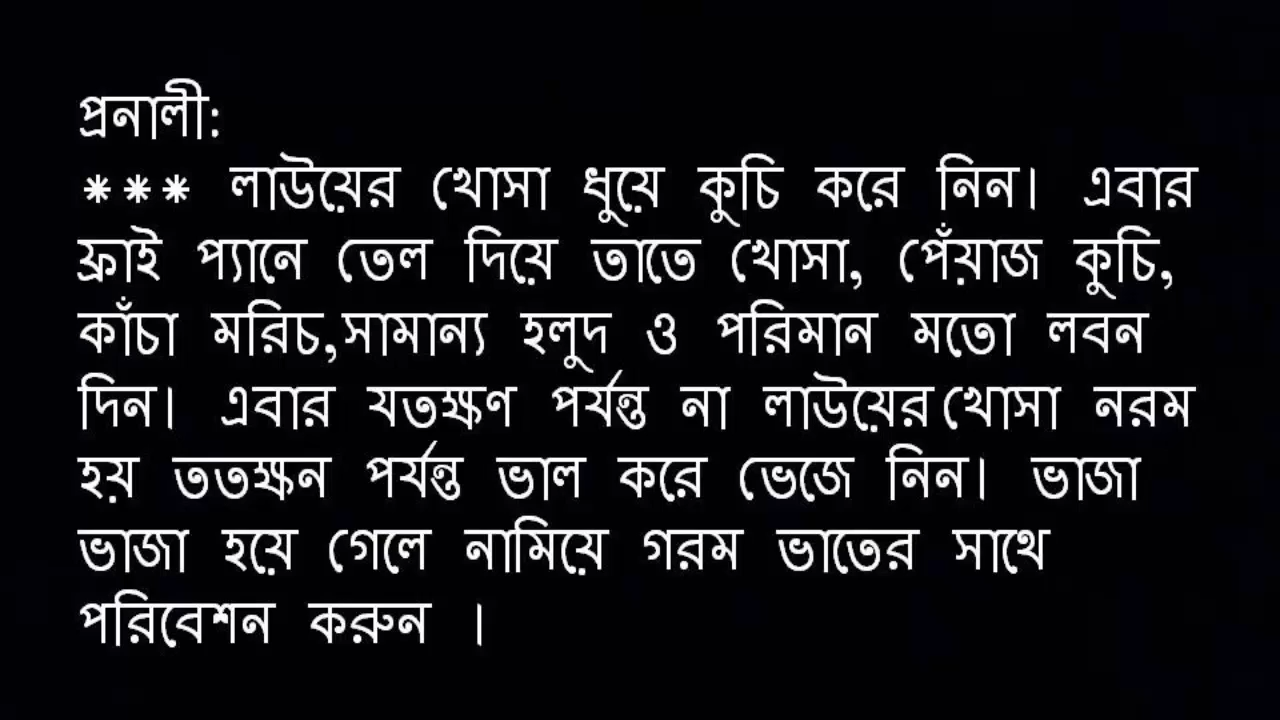 প্রনালী:
*** লাউয়ের খোসা ধুয়ে কুচি করে নিন। এবার
ফ্রাই প্যানে তেল দিয়ে তাতে খোসা, পেঁয়াজ কুচি,
কাঁচা মরিচ,সামান্য হলুদ ও পরিমান মতো লবন
দিন। এবার যতক্ষণ পর্যন্ত না লাউয়ের খোসা নরম
হয় ততক্ষন পর্যন্ত ভাল করে ভেজে নিন। ভাজা
ভাজা হয়ে গেলে নামিয়ে গরম ভাতের সাথে
পরিবেশন করুন ।